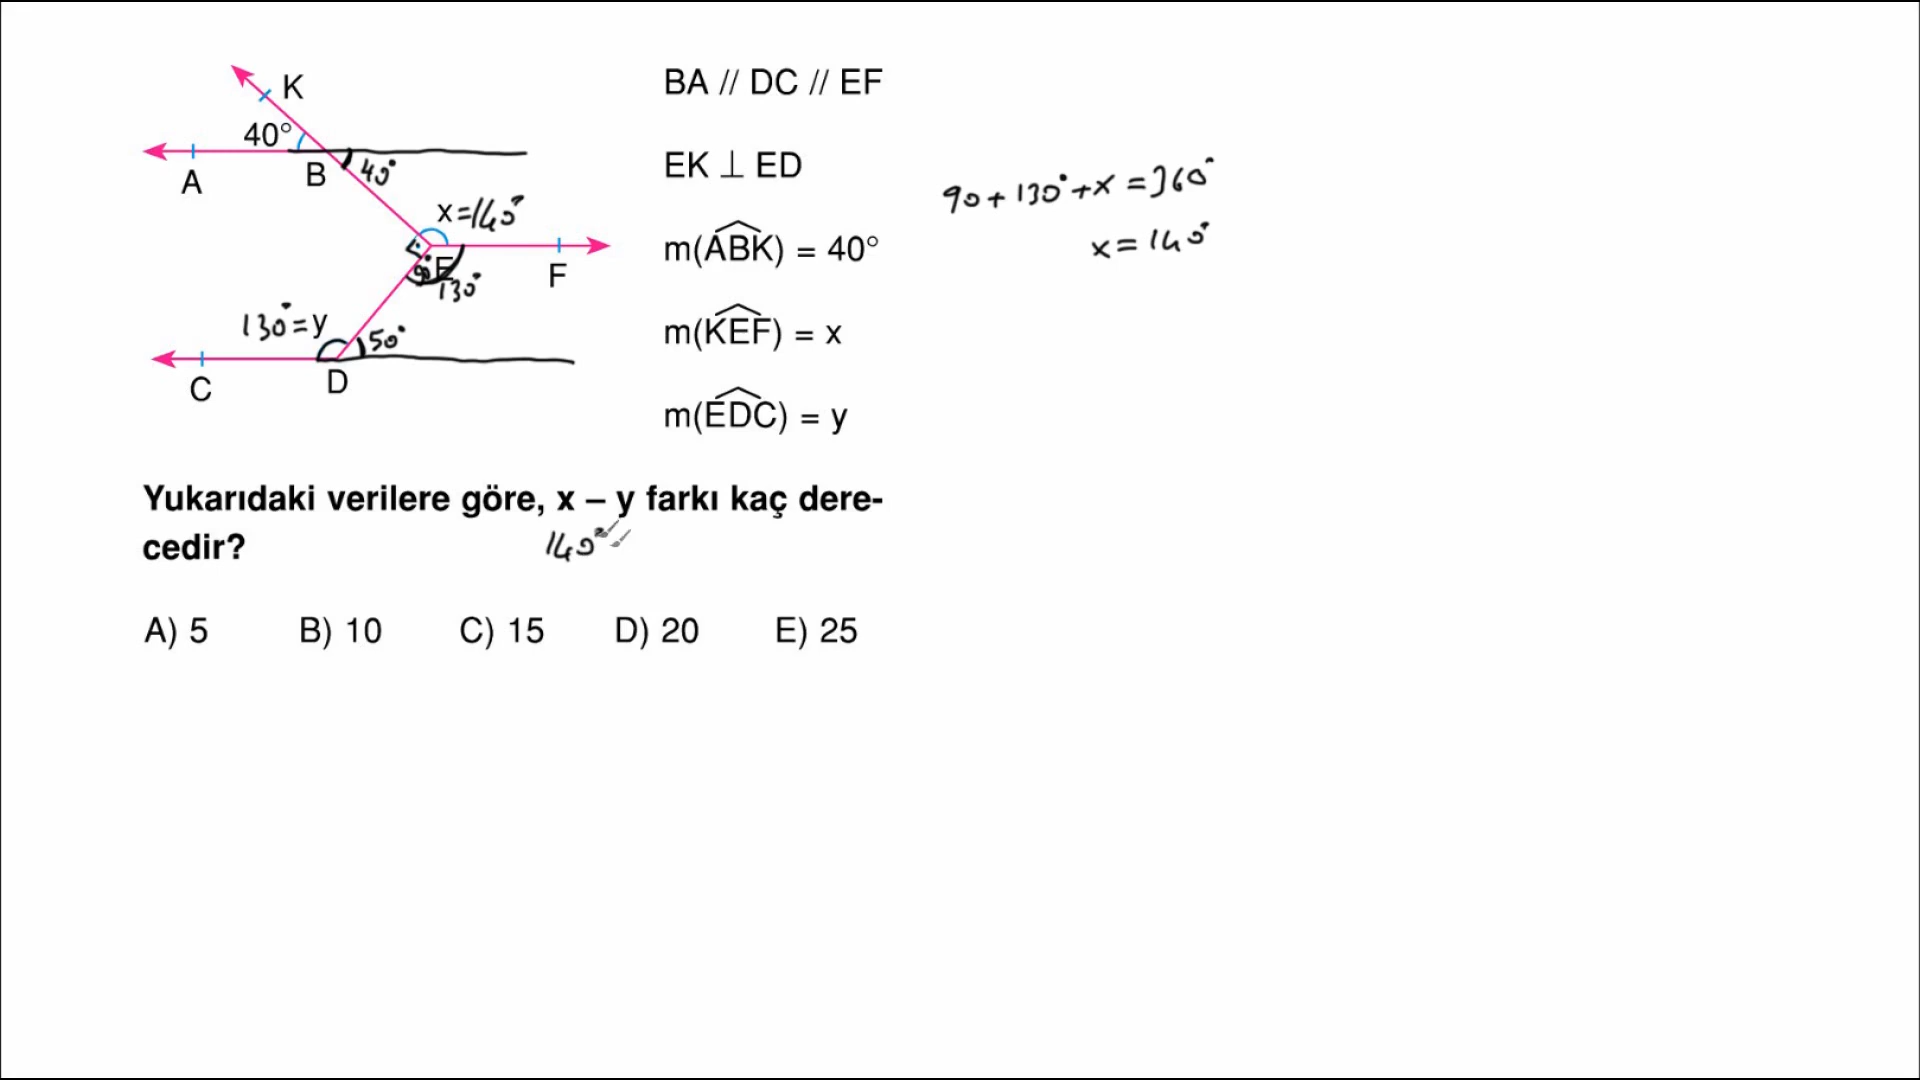 K
40°
A
B
40°
x=140°
E
90°
F
130°
130°=y
50°
C
D
BA // DC // EF
EK ⊥ ED
m(ABK) = 40°
m(KEF) = x
m(EDC) = y
90+130°+x=360°
x=140°
Yukarıdaki verilere göre, x – y farkı kaç dere-
cedir?
140°
A) 5 B) 10 C) 15 D) 20 E) 25